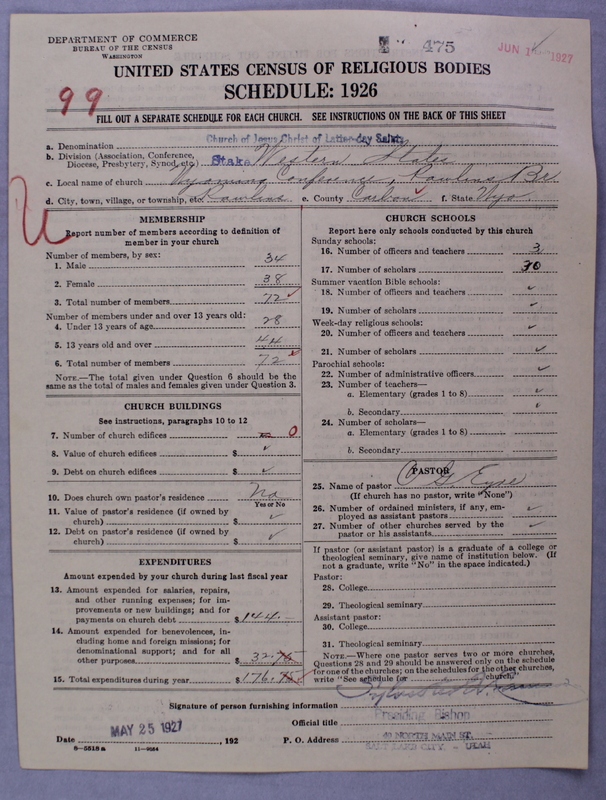 DEPARTMENT OF COMMERCE
BUREAU OF THE CENSUS
WASHINGTON
475
JUN 1 1927
UNITED STATES CENSUS OF RELIGIOUS BODIES
SCHEDULE: 1926
99
FILL OUT A SEPARATE SCHEDULE FOR EACH CHURCH. SEE INSTRUCTIONS ON THE BACK OF THIS SHEET
a. Denomination Church of Jesus Christ of Latter-day Saints
b. Division (Association, Conference, Diocese, Presbytery, Synod, etc.) Stake Western States
c. Local name of church Wyoming Conference, Rawlins Br
d. City, town, village, or township, etc. Rawlins e. County Carbon f. State Wyo.
MEMBERSHIP
Report number of members according to definition of member in your church
Number of members, by sex:
1. Male 34
2. Female 38
3. Total number of members 72
Number of members under and over 13 years old:
4. Under 13 years of age 28
5. 13 years old and over 44
6. Total number of members 72
NOTE.—The total given under Question 6 should be the same as the total of males and females given under Question 3.
CHURCH BUILDINGS
See instructions, paragraphs 10 to 12
7. Number of church edifices 0
8. Value of church edifices $
9. Debt on church edifices $
10. Does church own pastor's residence No
Yes or No
11. Value of pastor's residence (if owned by church) $
12. Debt on pastor's residence (if owned by church) $
EXPENDITURES
Amount expended by your church during last fiscal year
13. Amount expended for salaries, repairs, and other running expenses; for improvements or new buildings; and for payments on church debt $ 144.
14. Amount expended for benevolences, including home and foreign missions; for denominational support; and for all other purposes $ 32.75
15. Total expenditures during year $ 176.75
CHURCH SCHOOLS
Report here only schools conducted by this church
Sunday schools:
16. Number of officers and teachers 3
17. Number of scholars 30
Summer vacation Bible schools:
18. Number of officers and teachers
19. Number of scholars
Week-day religious schools:
20. Number of officers and teachers
21. Number of scholars
Parochial schools:
22. Number of administrative officers
23. Number of teachers—
a. Elementary (grades 1 to 8)
b. Secondary
24. Number of scholars—
a. Elementary (grades 1 to 8)
b. Secondary
PASTOR
25. Name of pastor
(If church has no pastor, write "None")
26. Number of ordained ministers, if any, employed as assistant pastors
27. Number of other churches served by the pastor or his assistants
If pastor (or assistant pastor) is a graduate of a college or theological seminary, give name of institution below. (If not a graduate, write "No" in the space indicated.)
Pastor:
28. College
29. Theological seminary
Assistant pastor:
30. College
31. Theological seminary
NOTE.—Where one pastor serves two or more churches, Questions 28 and 29 should be answered only on the schedule for one of the churches; on the schedules for the other churches, write "See schedule for church."
Signature of person furnishing information
Official title Presiding Bishop
Date MAY 25 1927, 192 P. O. Address 40 NORTH MAIN ST.
SALT LAKE CITY - UTAH
6—5518 a 11—9064